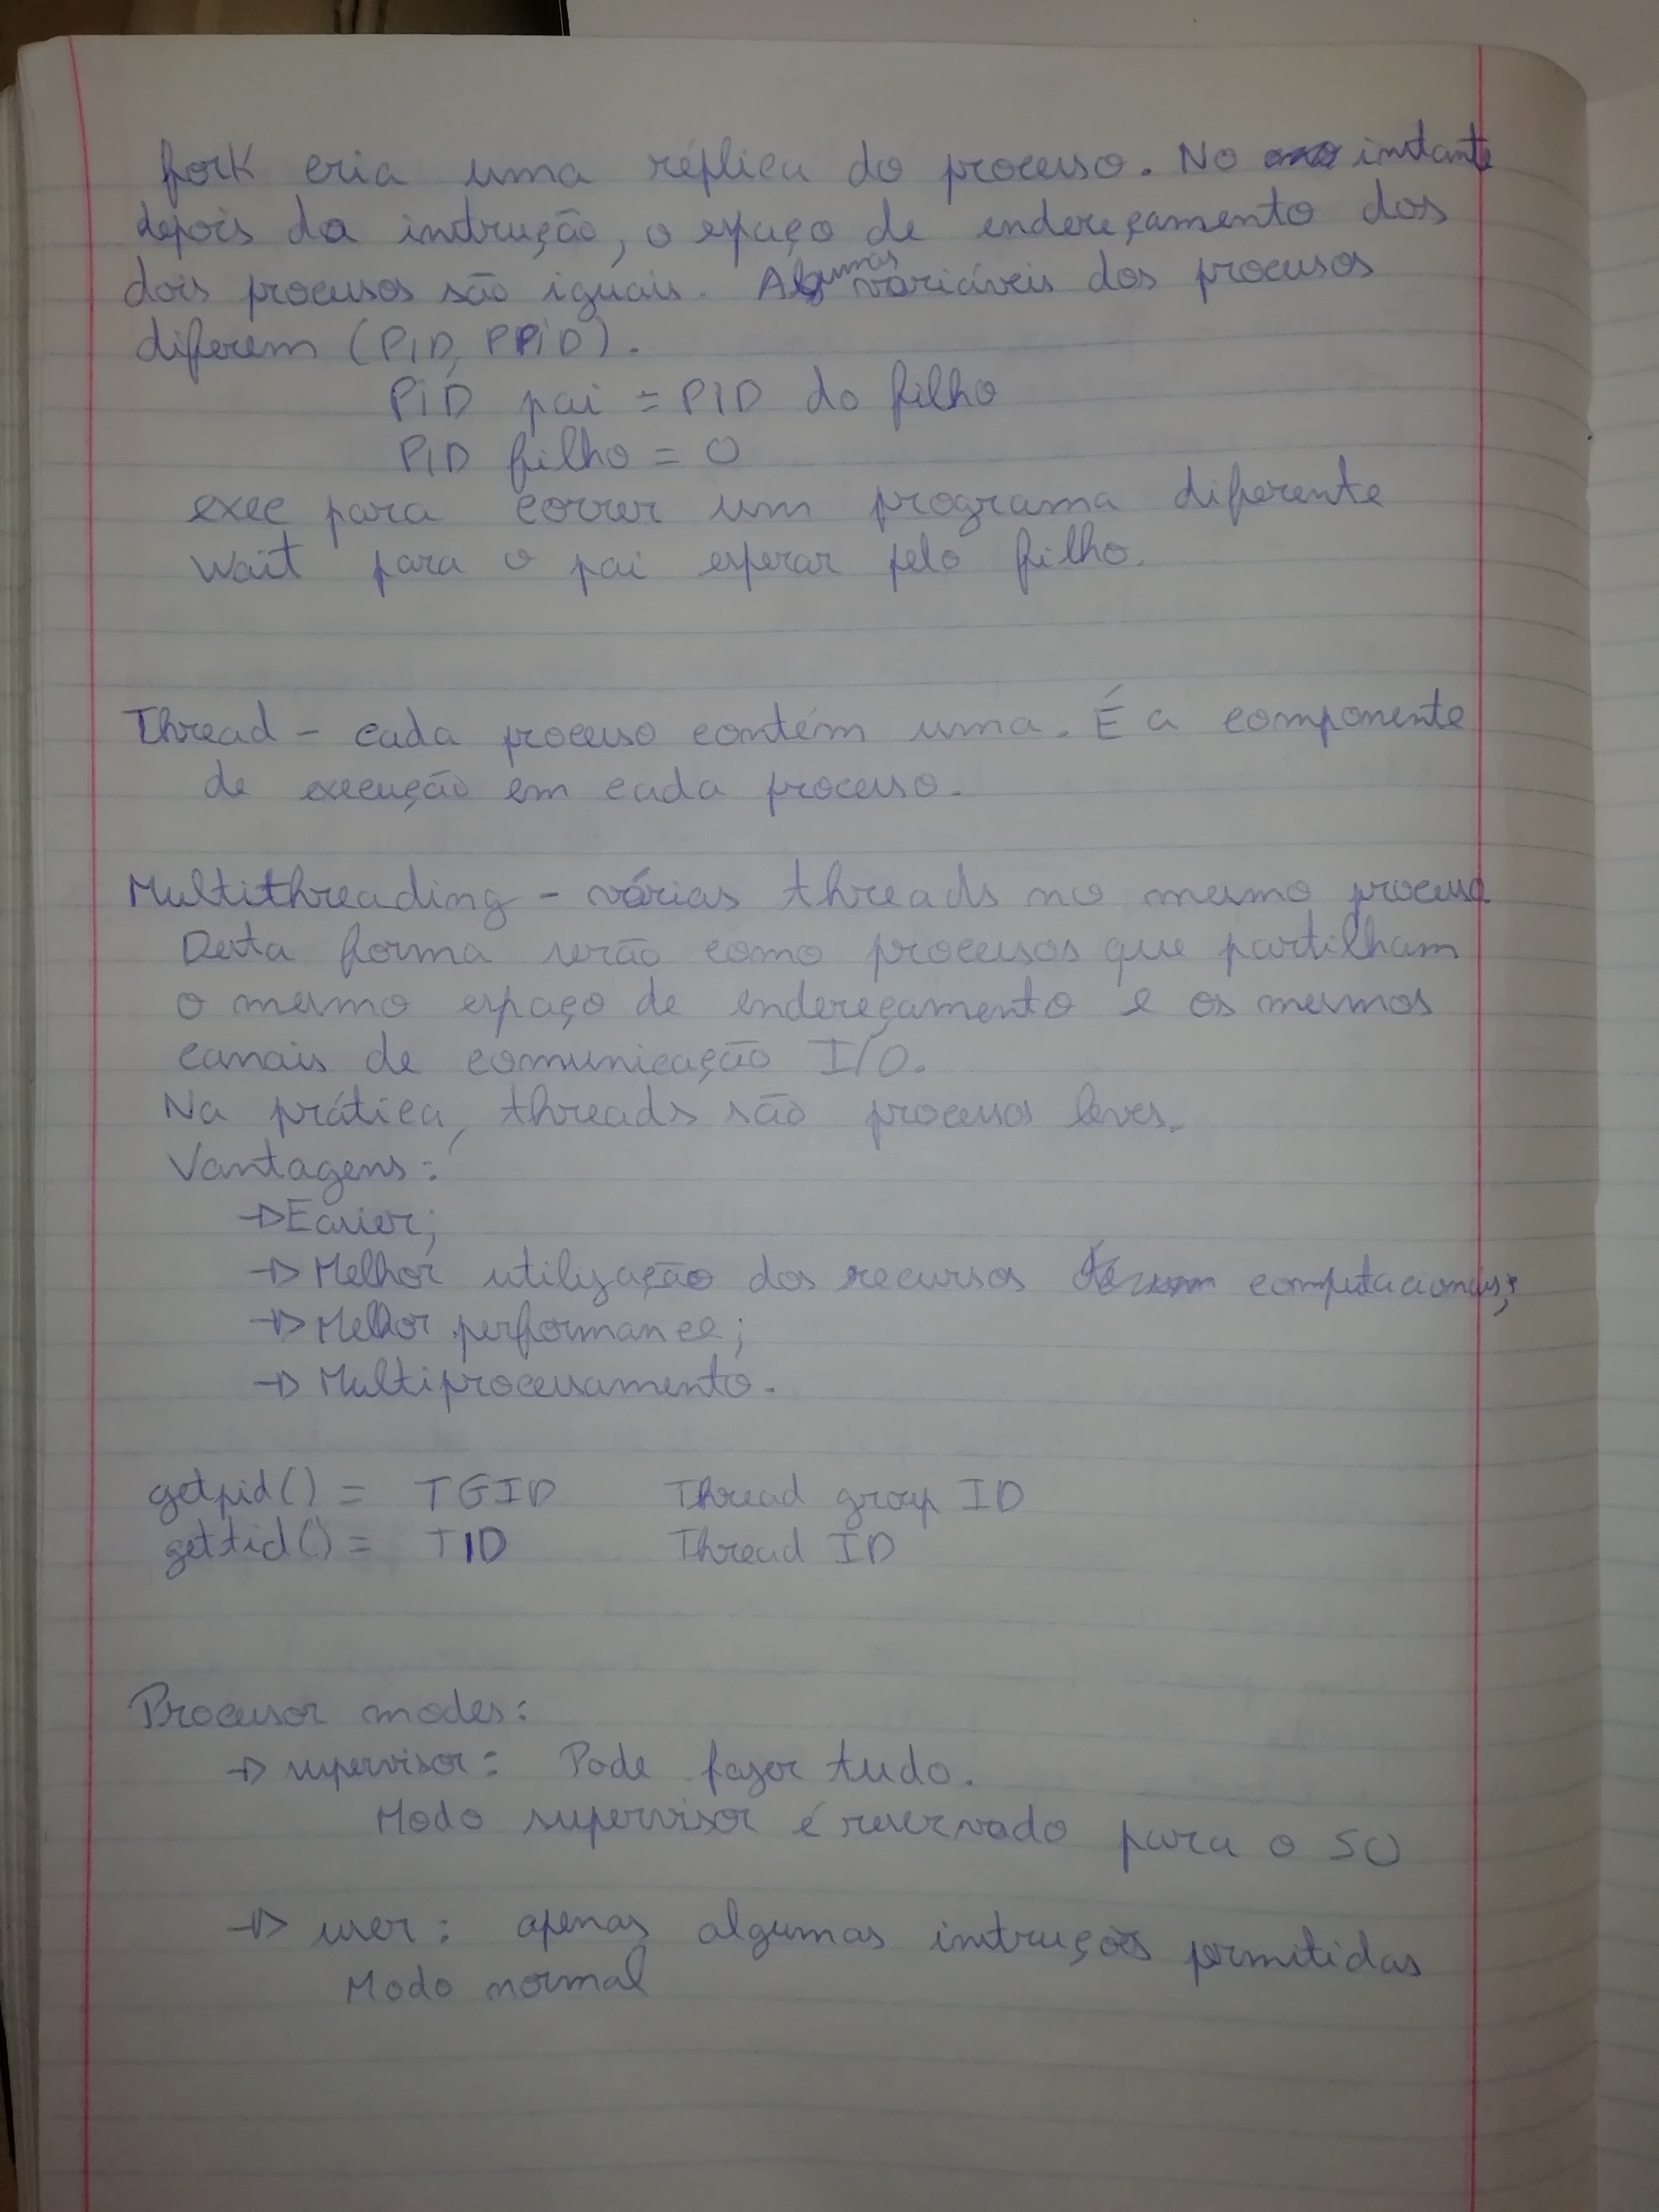 fork cria uma réplica do processo. No instante
depois da instrução, o espaço de endereçamento dos
dois processos são iguais. Algumas variáveis dos processos
diferem (PID, PPID).
PID pai = PID do filho
PID filho = 0
exec para correr um programa diferente
wait para o pai esperar pelo filho.
Thread - cada processo contém uma. É a componente
de execução em cada processo.
Multithreading - várias threads no mesmo processo
Desta forma serão como processos que partilham
o mesmo espaço de endereçamento e os mesmos
canais de comunicação I/O.
Na prática, threads são processos leves.
Vantagens:
→ Easier;
→ Melhor utilização dos recursos computacionais;
→ Melhor performance;
→ Multiprocessamento.
getpid() = TGID Thread group ID
gettid() = TID Thread ID
Processor modes:
→ supervisor: Pode fazer tudo.
Modo supervisor é reservado para o SO
→ user: apenas algumas instruções permitidas
Modo normal